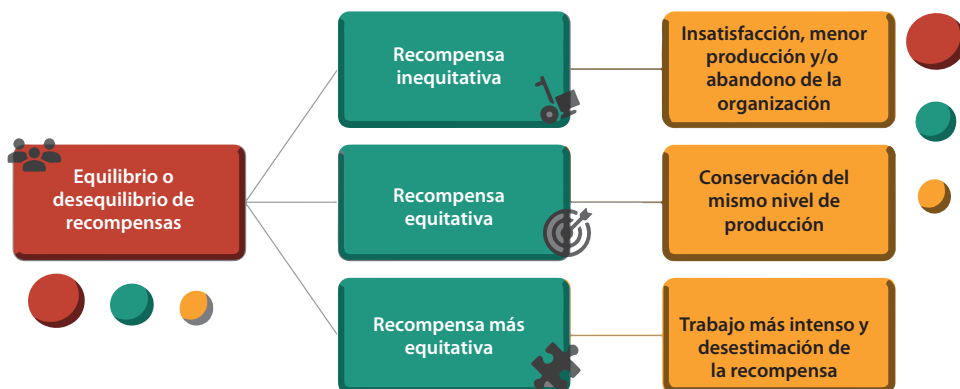 Equilibrio o
desequilibrio de
recompensas
Recompensa
inequitativa
Insatisfacción, menor
producción y/o
abandono de la
organización
Recompensa
equitativa
Conservación del
mismo nivel de
producción
Recompensa más
equitativa
Trabajo más intenso y
desestimación de
la recompensa